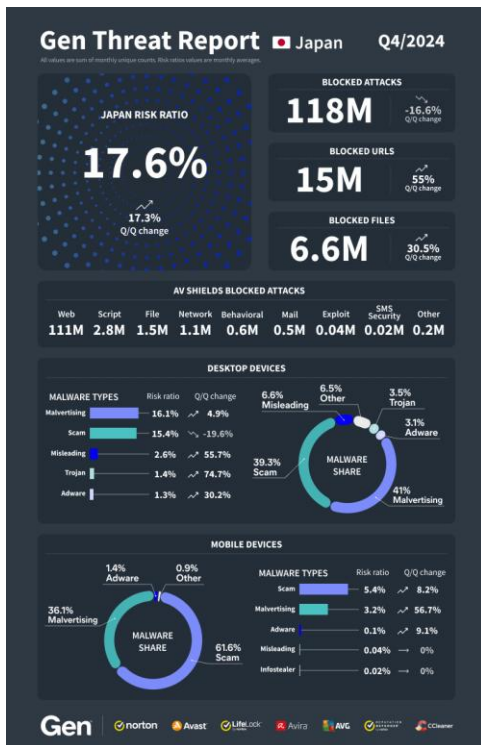 Gen Threat Report Japan Q4/2024
All values are sum of monthly unique counts. Risk ratios values are monthly averages.
JAPAN RISK RATIO
17.6%
17.3%
Q/Q change
BLOCKED ATTACKS
118M
-16.6%
Q/Q change
BLOCKED URLS
15M
55%
Q/Q change
BLOCKED FILES
6.6M
30.5%
Q/Q change
AV SHIELDS BLOCKED ATTACKS
Web Script File Network Behavioral Mail Exploit SMS Security Other
111M 2.8M 1.5M 1.1M 0.6M 0.5M 0.04M 0.02M 0.2M
DESKTOP DEVICES
MALWARE TYPES Risk ratio Q/Q change
Malvertising 16.1% 4.9%
Scam 15.4% -19.6%
Misleading 2.6% 55.7%
Trojan 1.4% 74.7%
Adware 1.3% 30.2%
6.6%
Misleading
6.5%
Other
3.5%
Trojan
3.1%
Adware
39.3%
Scam
MALWARE
SHARE
41%
Malvertising
MOBILE DEVICES
1.4%
Adware
0.9%
Other
36.1%
Malvertising
MALWARE
SHARE
61.6%
Scam
MALWARE TYPES Risk ratio Q/Q change
Scam 5.4% 8.2%
Malvertising 3.2% 56.7%
Adware 0.1% 9.1%
Misleading 0.04% → 0%
Infostealer 0.02% → 0%
Gen norton Avast LifeLock Avira AVG CCleaner